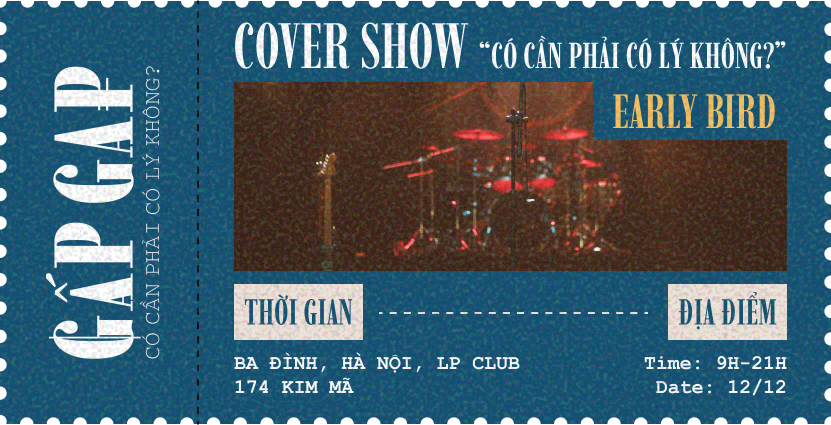 GẤP GAP
CÓ CẦN PHẢI CÓ LÝ KHÔNG?
COVER SHOW “CÓ CẦN PHẢI CÓ LÝ KHÔNG?”
EARLY BIRD
THỜI GIAN
ĐỊA ĐIỂM
BA ĐÌNH, HÀ NỘI, LP CLUB
174 KIM MÃ
Time: 9H-21H
Date: 12/12